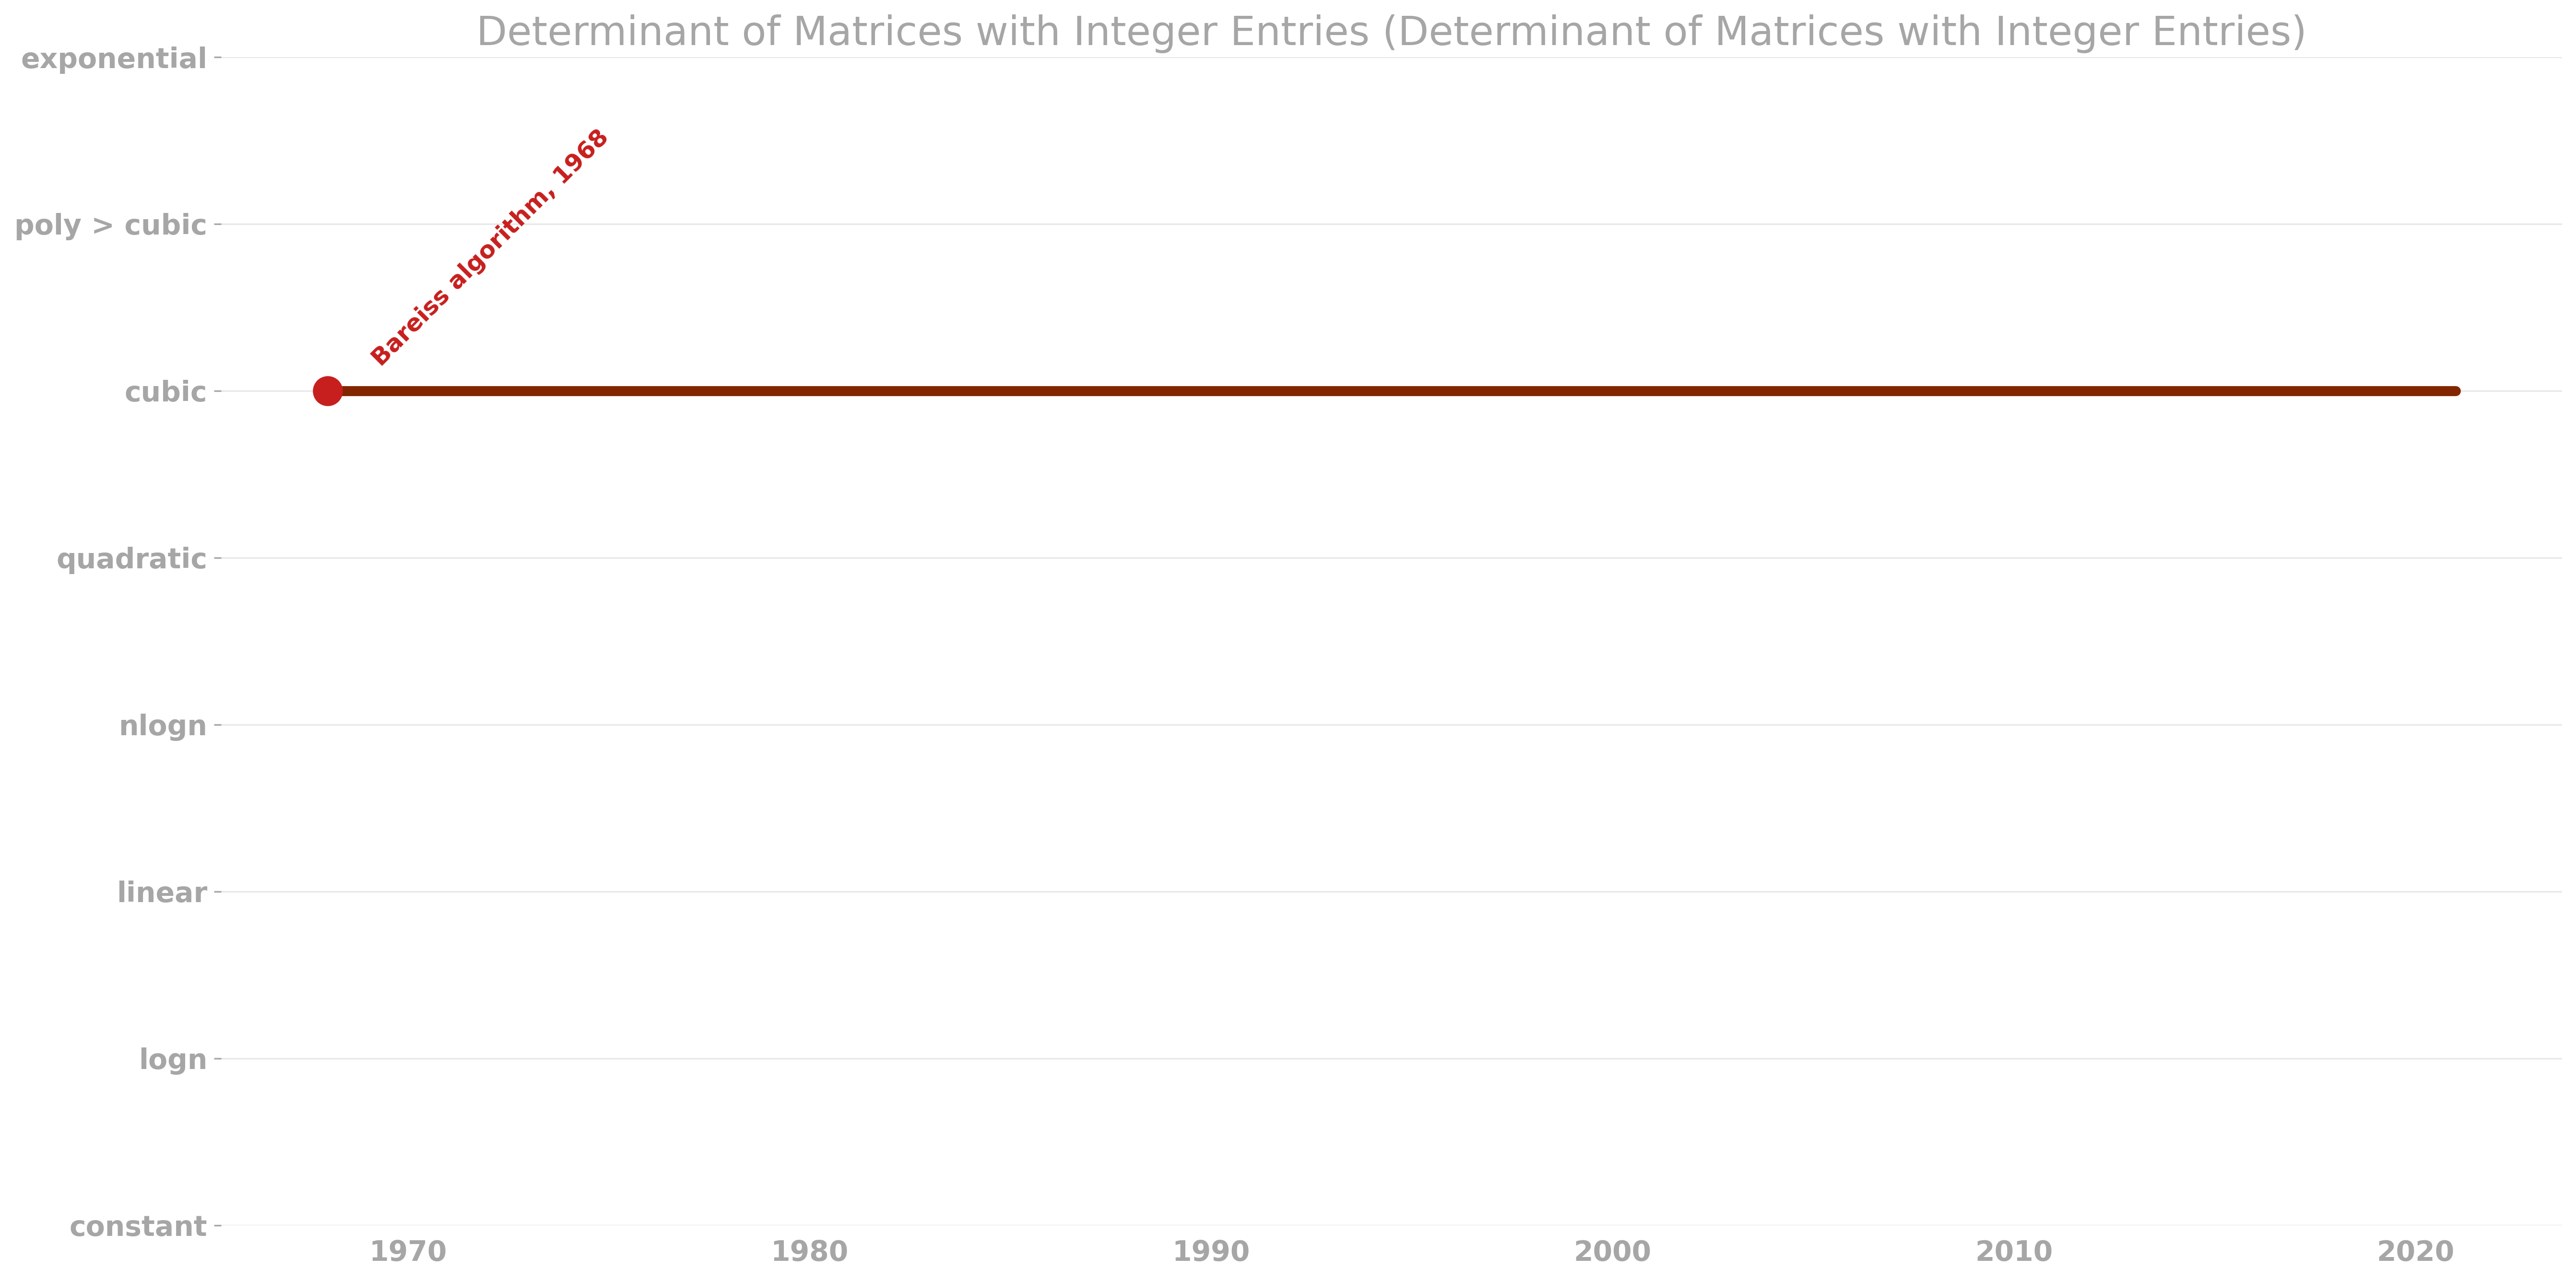 Determinant of Matrices with Integer Entries (Determinant of Matrices with Integer Entries)
exponential
poly > cubic
cubic
quadratic
nlogn
linear
logn
constant
Bareiss algorithm, 1968
1970
1980
1990
2000
2010
2020